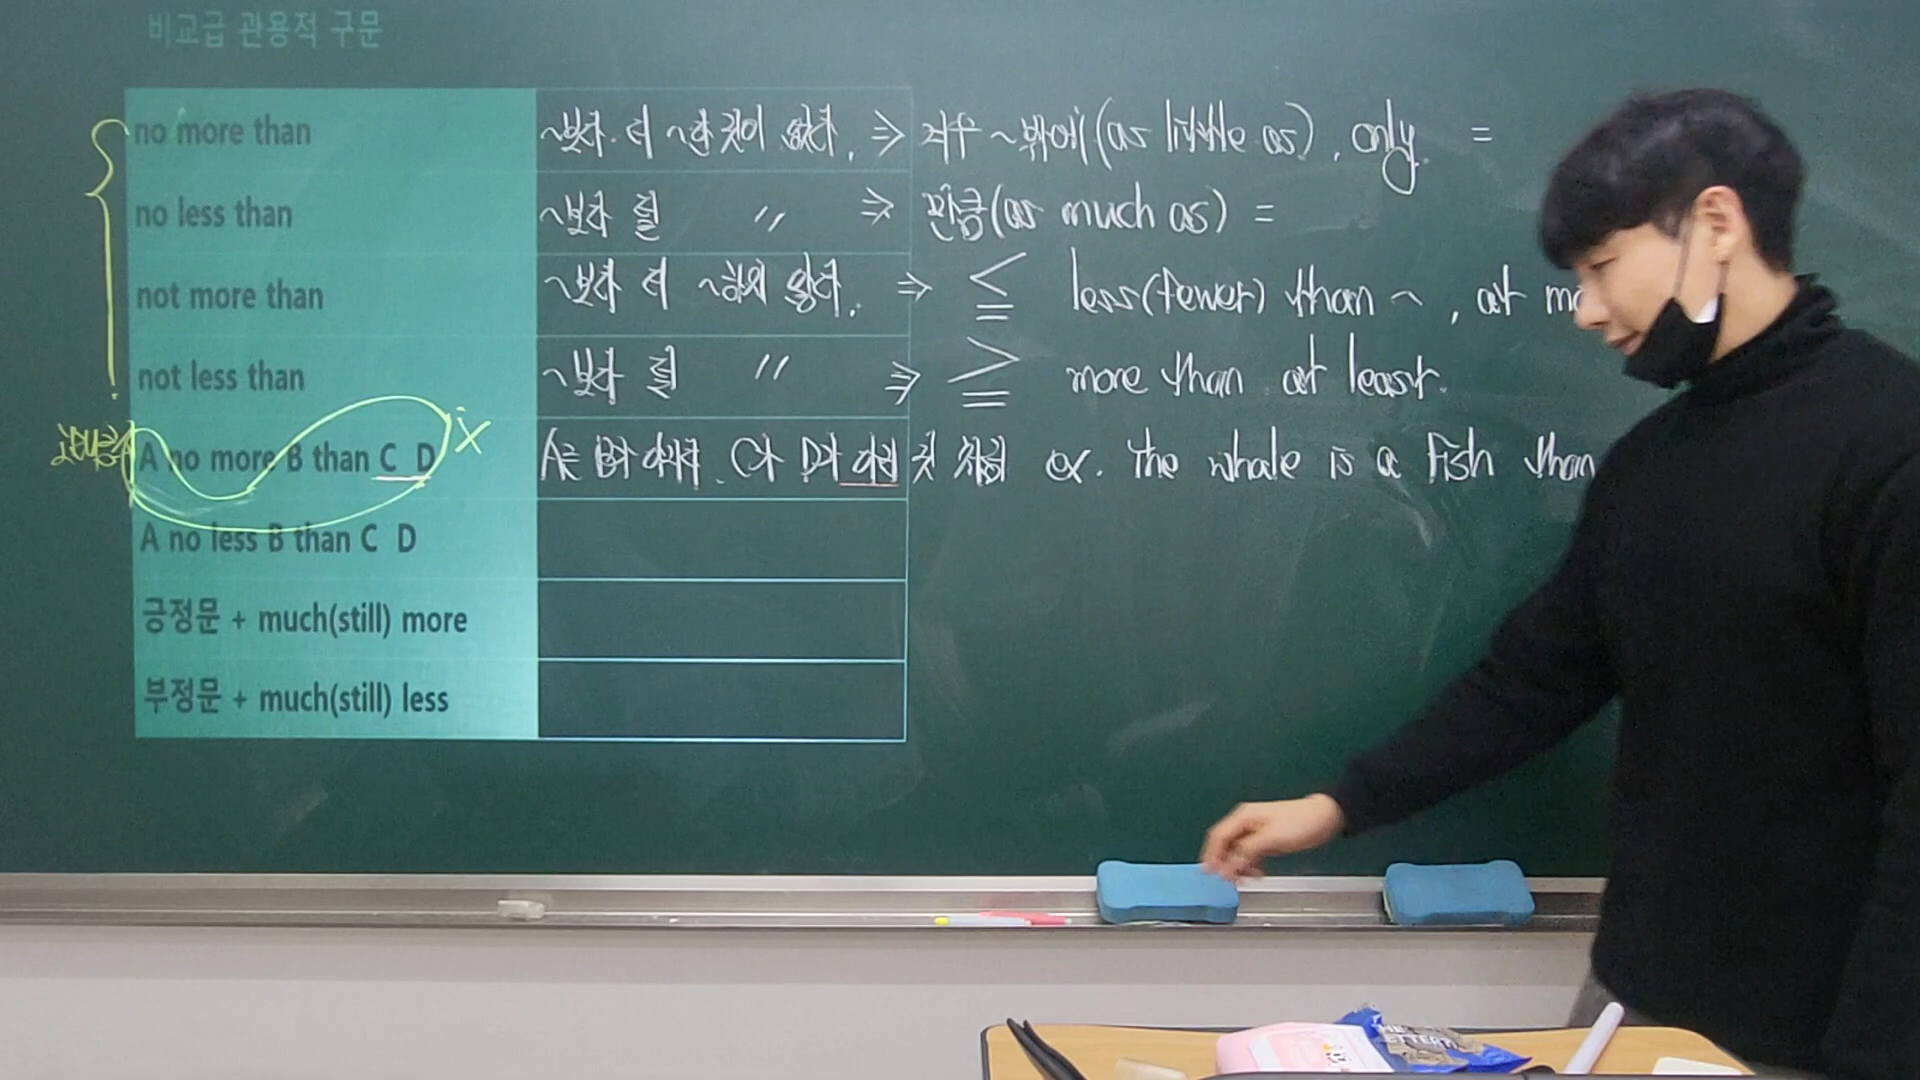 비교급 관용적 구문
no more than ~보다 더 ~한 것이 없다. ⇒ 겨우 ~밖에(as little as), only. =
no less than ~보다 덜 〃 ⇒ 만큼(as much as) =
not more than ~보다 더 ~하지 않다. ⇒ ≦ less(fewer) than ~, at mo
not less than ~보다 덜 〃 ⇒ ≧ more than at least.
A no more B than C D X A는 B가 아니다. C가 D가 아닌 것 처럼 ex. the whale is a fish than
A no less B than C D
긍정문 + much(still) more
부정문 + much(still) less